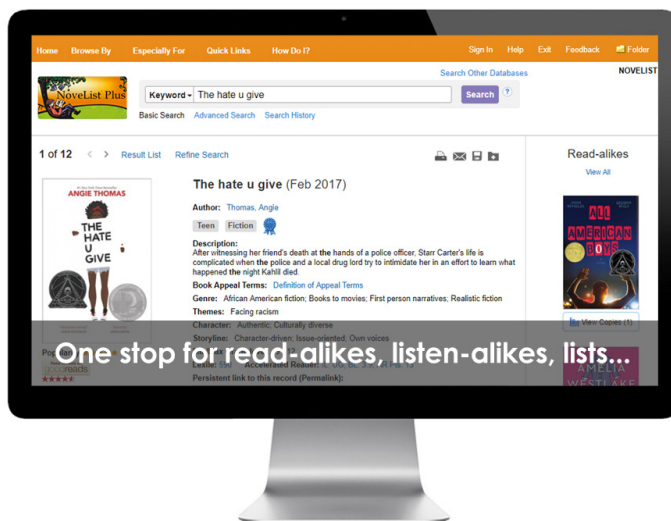 Home Browse By Especially For Quick Links How Do I? Sign In Help Exit Feedback Folder
Search Other Databases NOVELIST
NoveList Plus
Keyword The hate u give Search ?
Basic Search Advanced Search Search History
1 of 12 < > Result List Refine Search
Read-alikes
View All
The hate u give (Feb 2017)
Author: Thomas, Angie
Teen Fiction
Description:
After witnessing her friend's death at the hands of a police officer, Starr Carter's life is
complicated when the police and a local drug lord try to intimidate her in an effort to learn what
happened the night Kahlil died.
Book Appeal Terms: Definition of Appeal Terms
Genre: African American fiction; Books to movies; First person narratives; Realistic fiction
Themes: Facing racism
Character: Authentic; Culturally diverse
Storyline: Character-driven; Issue-oriented; Own voices
ANGIE THOMAS
THE
HATE
U
GIVE
ALL
AMERICAN
BOYS
View Copies (1)
One stop for read-alikes, listen-alikes, lists...
goodreads
Lexile: 590 Accelerated Reader:
Persistent link to this record (Permalink):
AMELIA
WESTLAKE